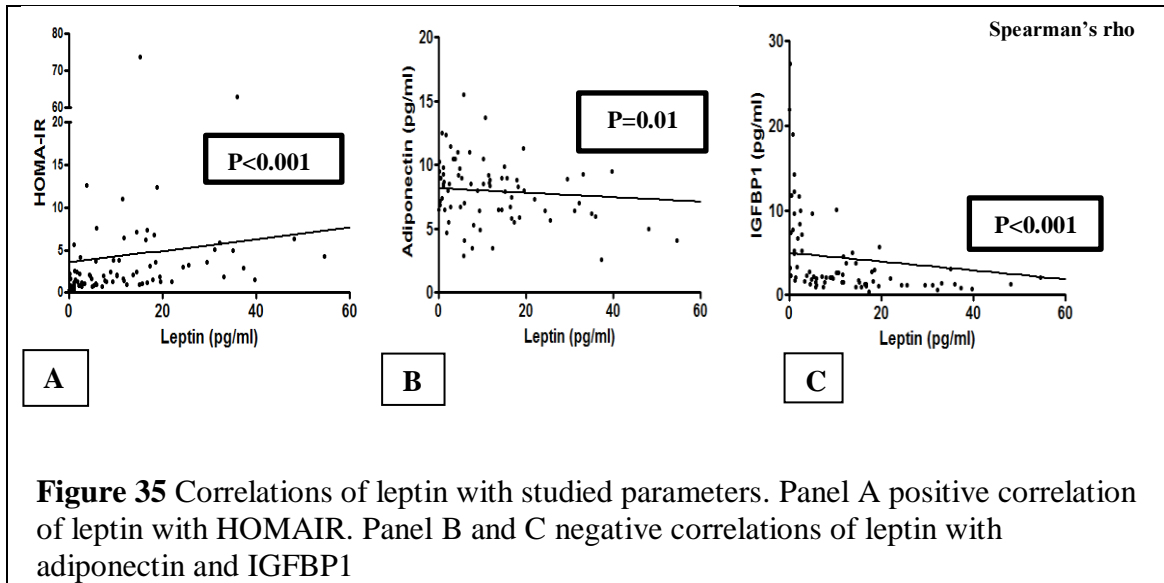 Spearman's rho
80
70
60
20
15
10
5
0
HOMA-IR
P<0.001
0 20 40 60
Leptin (pg/ml)
A
20
15
10
5
0
Adiponectin (pg/ml)
P=0.01
0 20 40 60
Leptin (pg/ml)
B
30
20
10
0
IGFBP1 (pg/ml)
P<0.001
0 20 40 60
Leptin (pg/ml)
C
Figure 35 Correlations of leptin with studied parameters. Panel A positive correlation
of leptin with HOMAIR. Panel B and C negative correlations of leptin with
adiponectin and IGFBP1